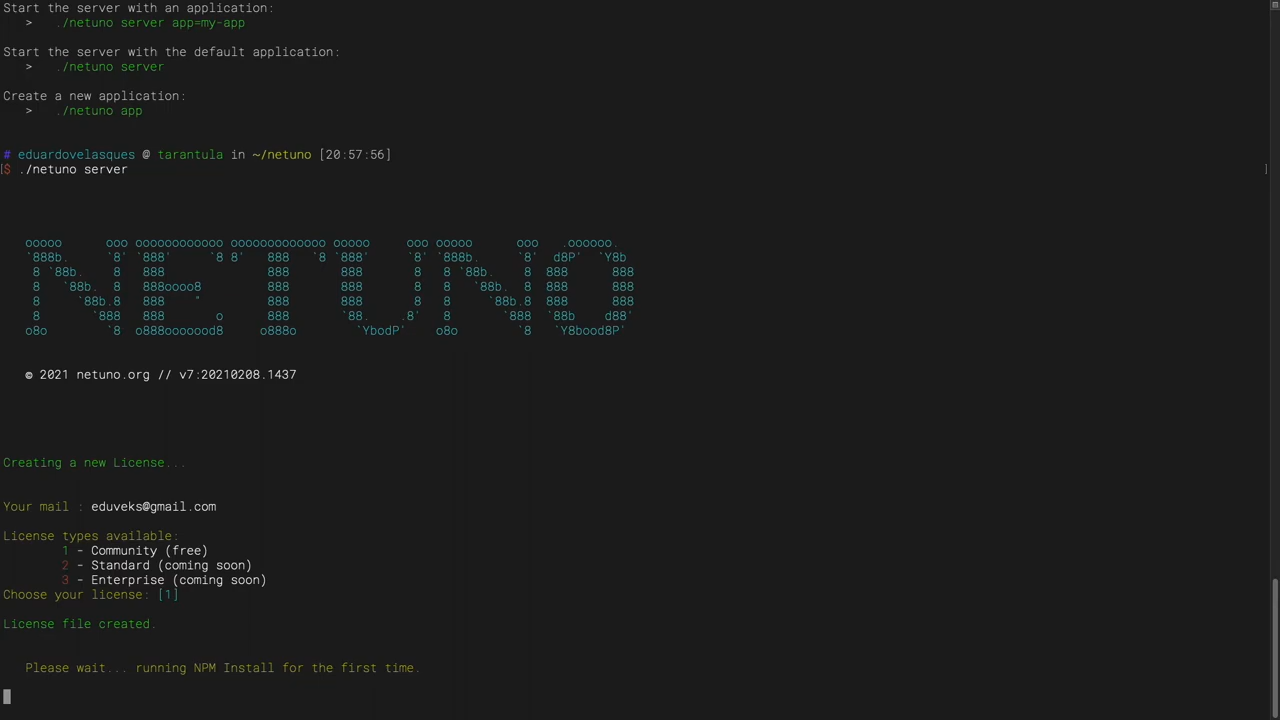 Start the server with an application:
> ./netuno server app=my-app
Start the server with the default application:
> ./netuno server
Create a new application:
> ./netuno app
# eduardovelasques @ tarantula in ~/netuno [20:57:56]
$ ./netuno server
NETUNO
© 2021 netuno.org // v7:20210208.1437
Creating a new License...
Your mail : eduveks@gmail.com
License types available:
1 - Community (free)
2 - Standard (coming soon)
3 - Enterprise (coming soon)
Choose your license: [1]
License file created.
Please wait... running NPM Install for the first time.